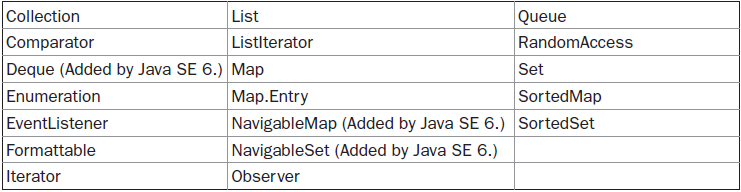 Collection List Queue
Comparator ListIterator RandomAccess
Deque (Added by Java SE 6.) Map Set
Enumeration Map.Entry SortedMap
EventListener NavigableMap (Added by Java SE 6.) SortedSet
Formattable NavigableSet (Added by Java SE 6.)
Iterator Observer